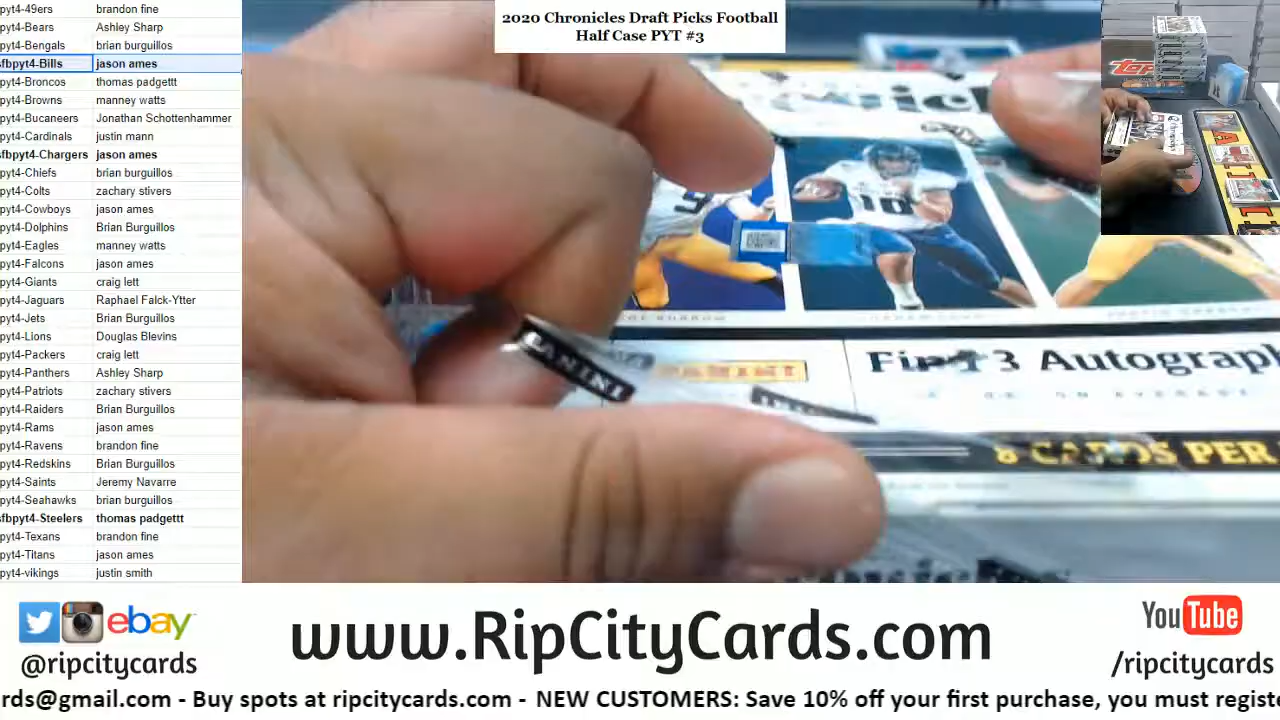 2020 Chronicles Draft Picks Football
Half Case PYT #3
pyt4-49ers brandon fine
pyt4-Bears Ashley Sharp
pyt4-Bengals brian burguillos
fbpyt4-Bills jason ames
pyt4-Broncos thomas padgettt
pyt4-Browns manney watts
pyt4-Bucaneers Jonathan Schottenhammer
pyt4-Cardinals justin mann
fbpyt4-Chargers jason ames
pyt4-Chiefs brian burguillos
pyt4-Colts zachary stivers
pyt4-Cowboys jason ames
pyt4-Dolphins Brian Burguillos
pyt4-Eagles manney watts
pyt4-Falcons jason ames
pyt4-Giants craig lett
pyt4-Jaguars Raphael Falck-Ytter
pyt4-Jets Brian Burguillos
pyt4-Lions Douglas Blevins
pyt4-Packers craig lett
pyt4-Panthers Ashley Sharp
pyt4-Patriots zachary stivers
pyt4-Raiders Brian Burguillos
pyt4-Rams jason ames
pyt4-Ravens brandon fine
pyt4-Redskins Brian Burguillos
pyt4-Saints Jeremy Navarre
pyt4-Seahawks brian burguillos
fbpyt4-Steelers thomas padgettt
pyt4-Texans brandon fine
pyt4-Titans jason ames
pyt4-vikings justin smith
9
10
PANINI
PANINI
Find 3 Autograph
8 CARDS PER
ebay
@ripcitycards
www.RipCityCards.com
YouTube
/ripcitycards
rds@gmail.com - Buy spots at ripcitycards.com - NEW CUSTOMERS: Save 10% off your first purchase, you must registe